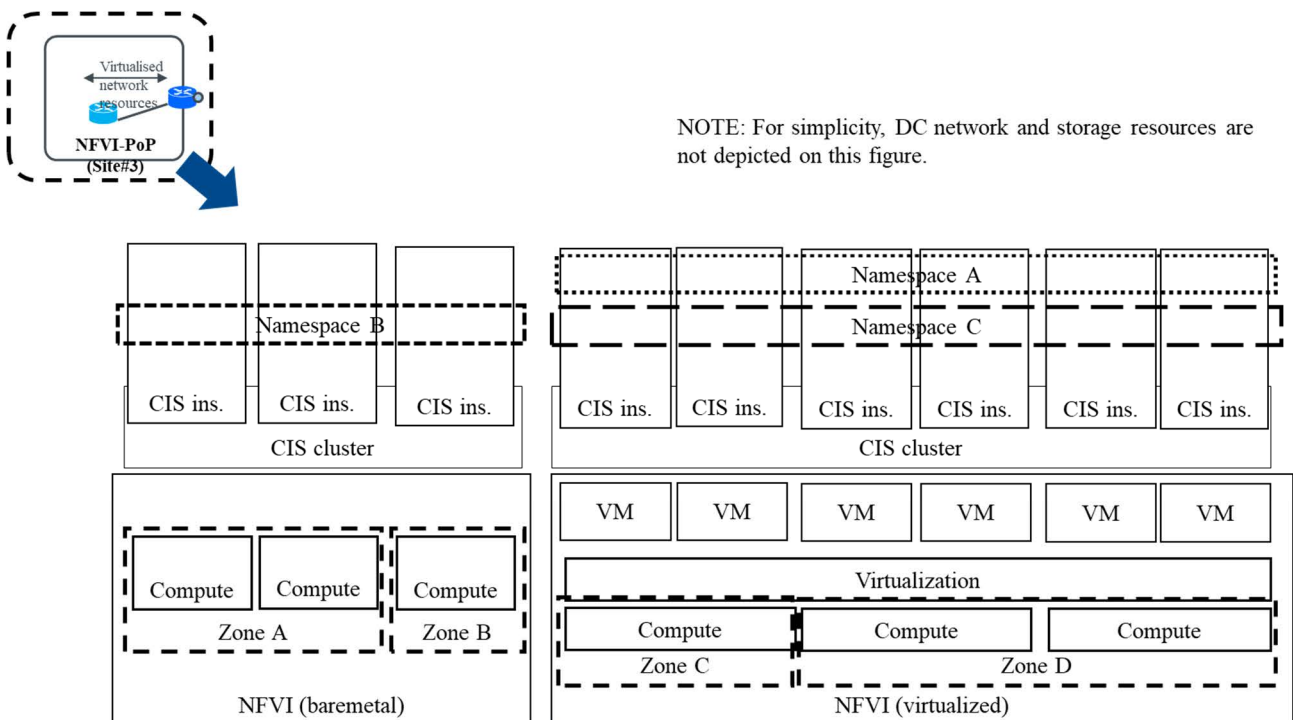 Virtualised
network
resources
NFVI-PoP
(Site#3)
NOTE: For simplicity, DC network and storage resources are
not depicted on this figure.
Namespace A
Namespace B
Namespace C
CIS ins.
CIS ins.
CIS ins.
CIS ins.
CIS ins.
CIS ins.
CIS ins.
CIS ins.
CIS ins.
CIS cluster
CIS cluster
VM
VM
VM
VM
VM
VM
Virtualization
Compute
Compute
Compute
Zone A
Zone B
Compute
Compute
Compute
Zone C
Zone D
NFVI (baremetal)
NFVI (virtualized)